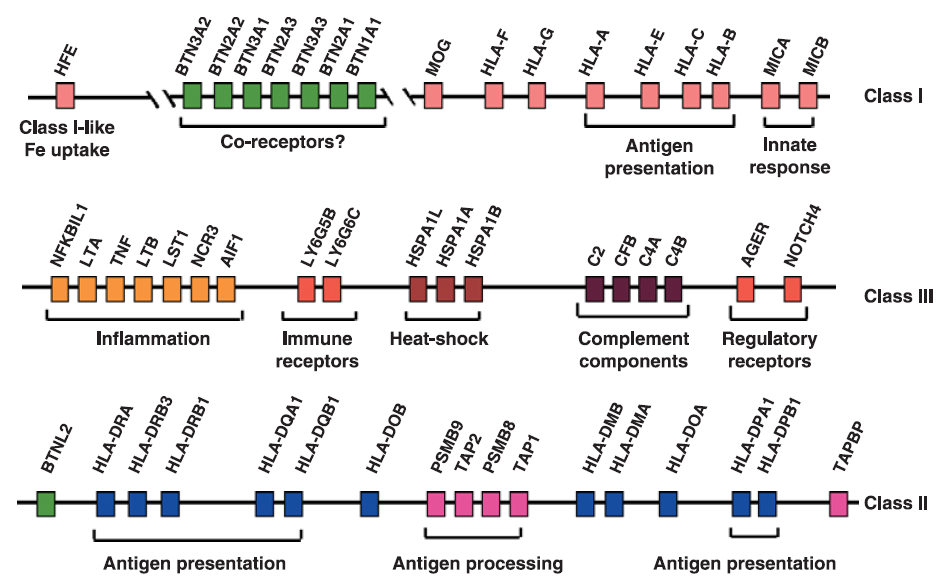 HFE
BTN3A2
BTN2A2
BTN3A1
BTN2A3
BTN3A3
BTN2A1
BTN1A1
MOG
HLA-F
HLA-G
HLA-A
HLA-E
HLA-C
HLA-B
MICA
MICB
Class I
Class I-like
Fe uptake
Co-receptors?
Antigen
presentation
Innate
response
NFKBIL1
LTA
TNF
LTB
LST1
NCR3
AIF1
LY6G5B
LY6G6C
HSPA1L
HSPA1A
HSPA1B
C2
CFB
C4A
C4B
AGER
NOTCH4
Class III
Inflammation
Immune
receptors
Heat-shock
Complement
components
Regulatory
receptors
BTNL2
HLA-DRA
HLA-DRB3
HLA-DRB1
HLA-DQA1
HLA-DQB1
HLA-DOB
PSMB9
TAP2
PSMB8
TAP1
HLA-DMB
HLA-DMA
HLA-DOA
HLA-DPA1
HLA-DPB1
TAPBP
Class II
Antigen presentation
Antigen processing
Antigen presentation